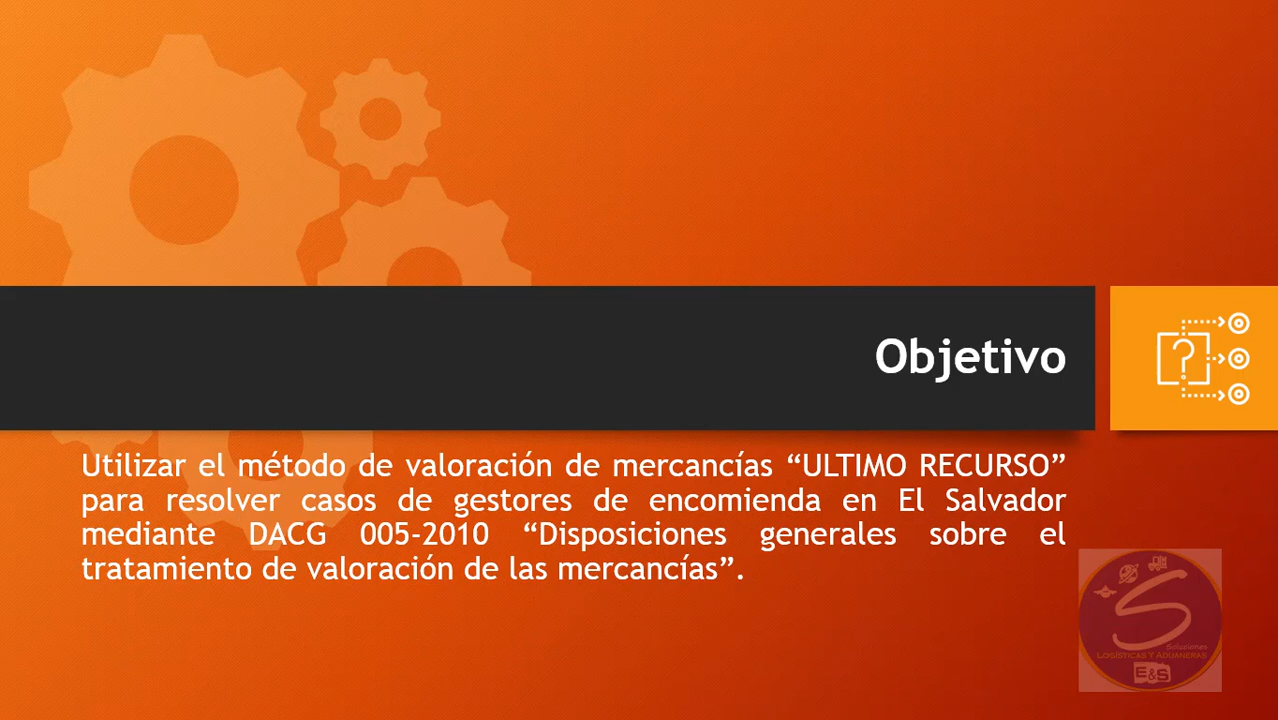 Objetivo
Utilizar el método de valoración de mercancías “ULTIMO RECURSO”
para resolver casos de gestores de encomienda en El Salvador
mediante DACG 005-2010 “Disposiciones generales sobre el
tratamiento de valoración de las mercancías”.
S
Soluciones
LOGÍSTICAS Y ADUANERAS
E&S